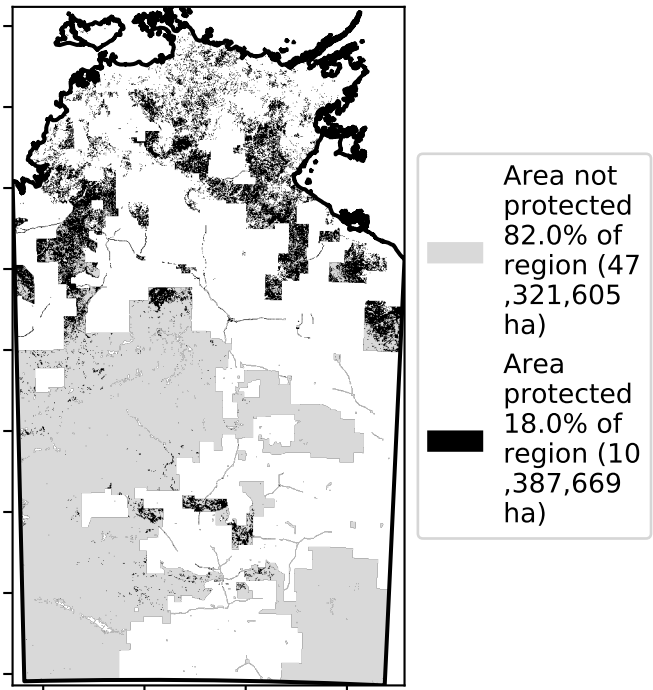 Area not
protected
82.0% of
region (47
,321,605
ha)
Area
protected
18.0% of
region (10
,387,669
ha)